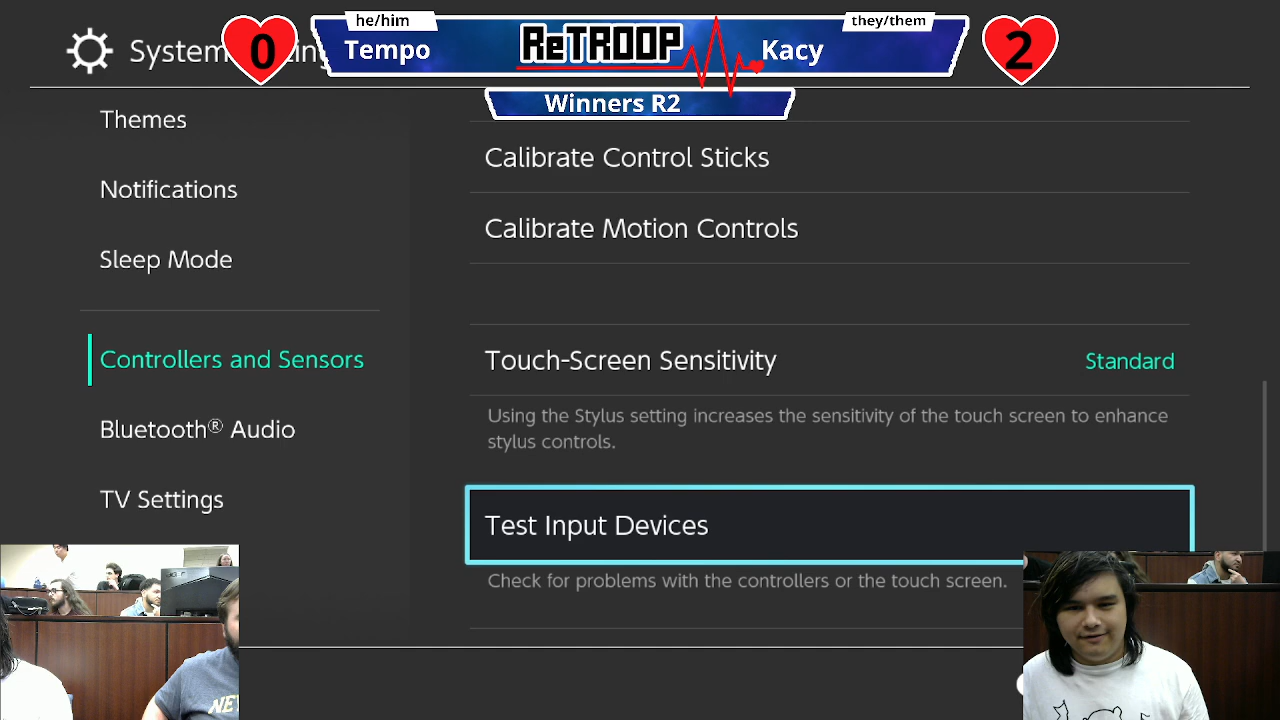 he/him
they/them
System
ng
0
Tempo
ReTROOP
Kacy
2
Winners R2
Themes
Notifications
Sleep Mode
Controllers and Sensors
Bluetooth® Audio
TV Settings
Calibrate Control Sticks
Calibrate Motion Controls
Touch-Screen Sensitivity Standard
Using the Stylus setting increases the sensitivity of the touch screen to enhance
stylus controls.
Test Input Devices
Check for problems with the controllers or the touch screen.
NE